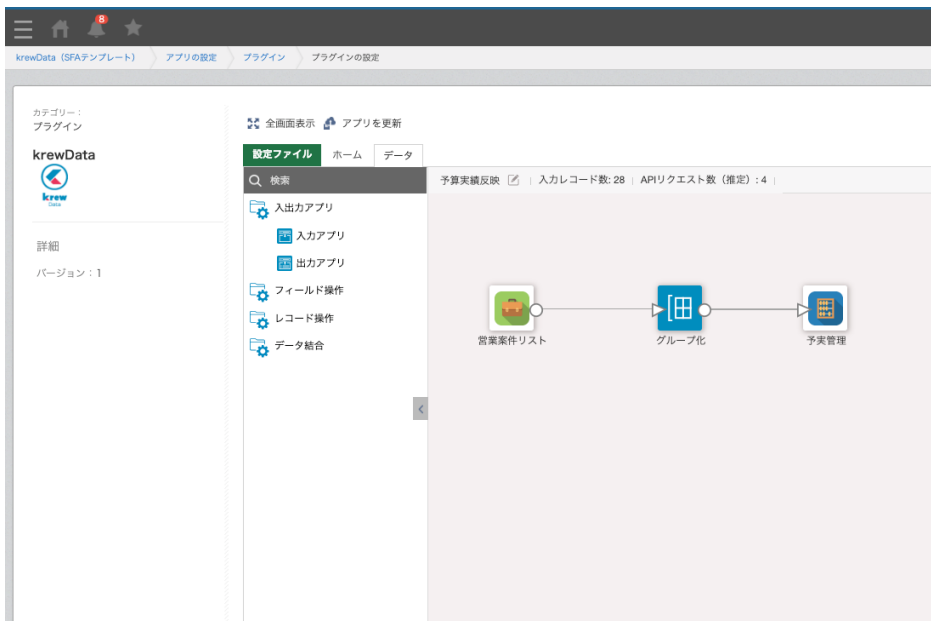 8
krewData（SFAテンプレート） アプリの設定 プラグイン プラグインの設定
カテゴリー：
プラグイン
krewData
krew
Data
詳細
バージョン：1
全画面表示 アプリを更新
設定ファイル ホーム データ
検索
入出力アプリ
入力アプリ
出力アプリ
フィールド操作
レコード操作
データ結合
予算実績反映 入力レコード数: 28 APIリクエスト数（推定）: 4
営業案件リスト グループ化 予実管理